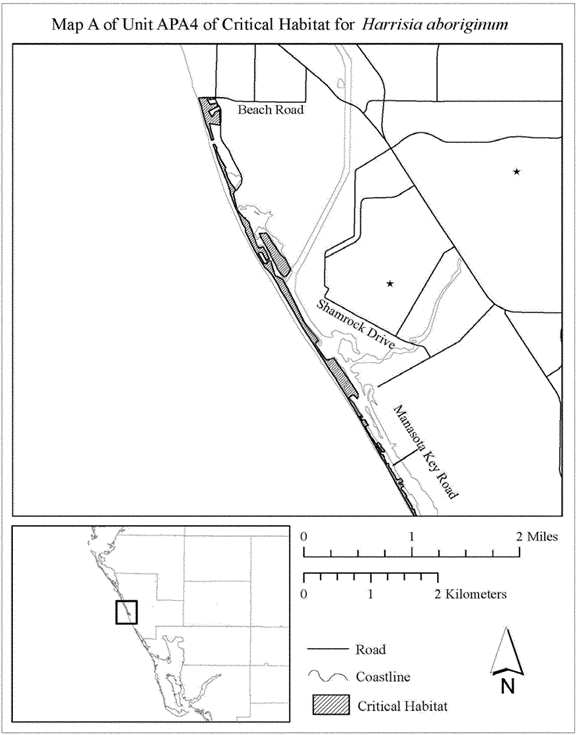 Map A of Unit APA4 of Critical Habitat for Harrisia aboriginum
Beach Road
Shamrock Drive
Manasota Key Road
0 1 2 Miles
0 1 2 Kilometers
Road
Coastline
Critical Habitat
N